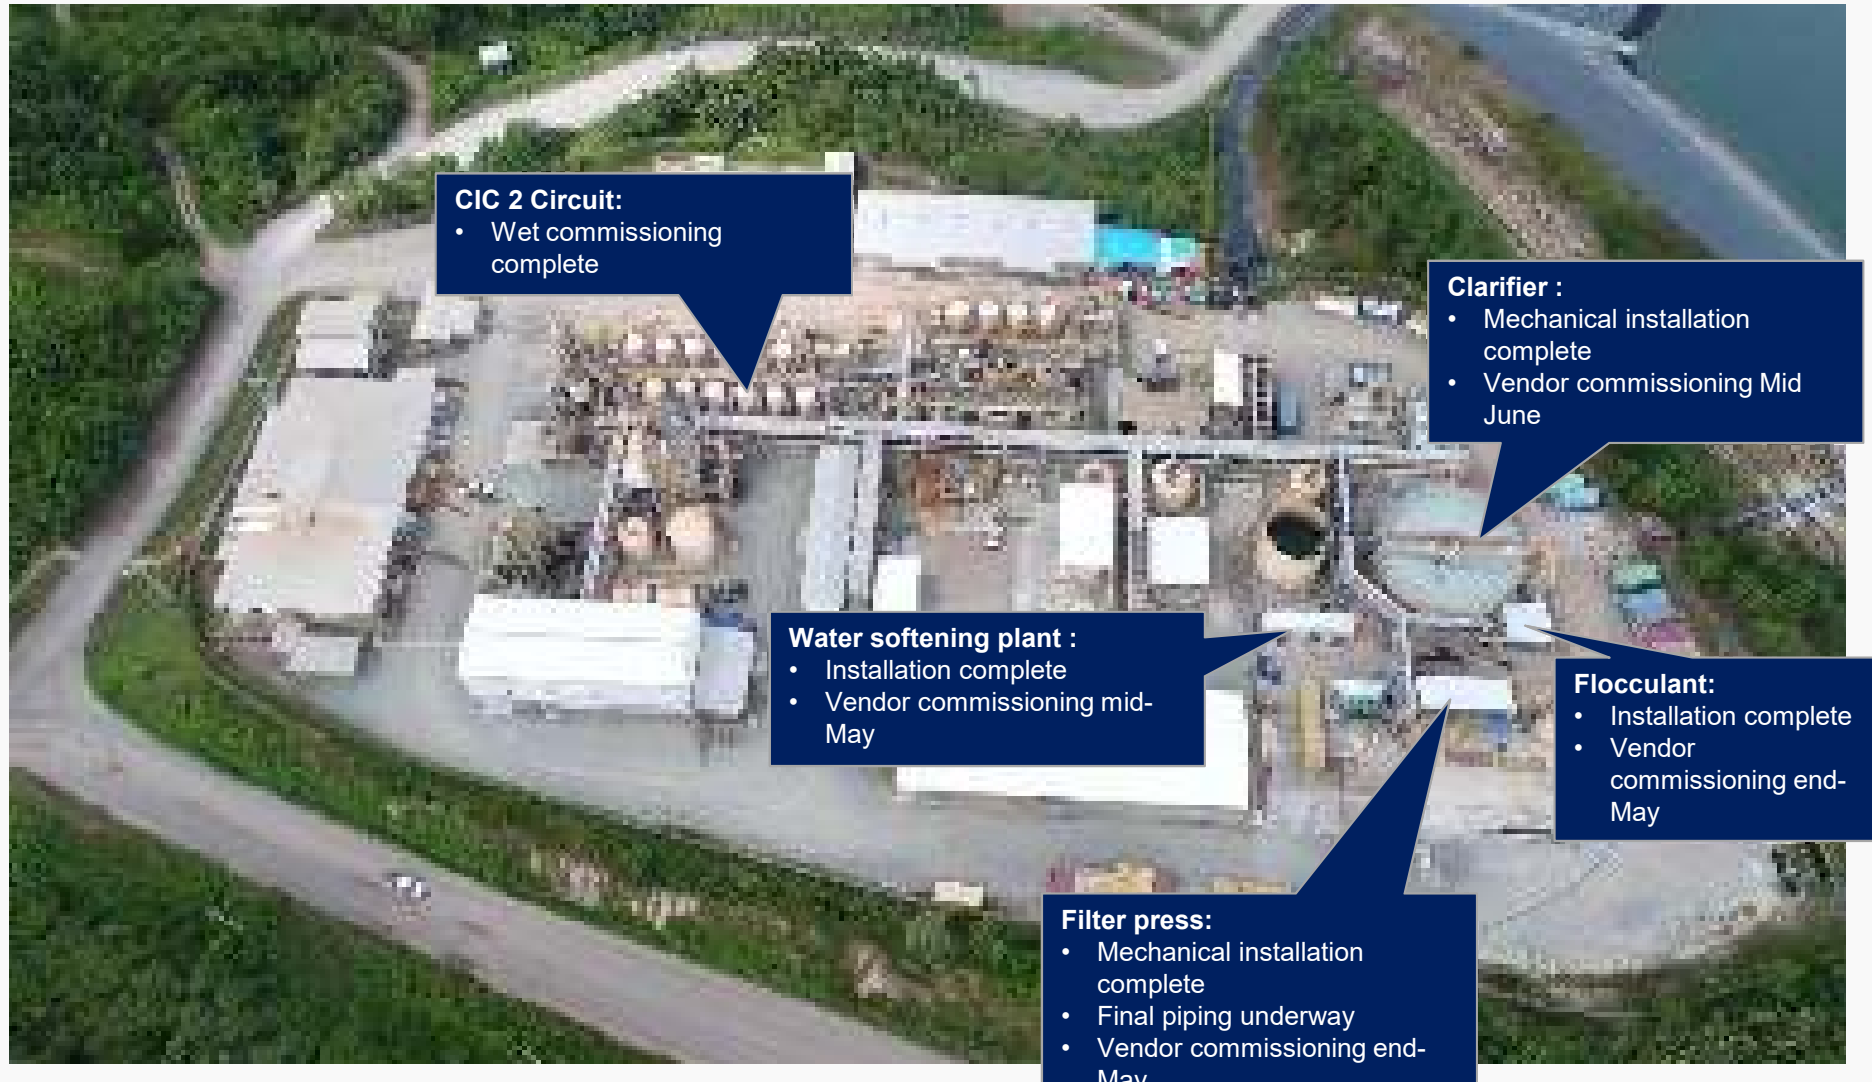 CIC 2 Circuit:
• Wet commissioning
complete
Clarifier :
• Mechanical installation
complete
• Vendor commissioning Mid
June
Water softening plant :
• Installation complete
• Vendor commissioning mid-
May
Flocculant:
• Installation complete
• Vendor
commissioning end-
May
Filter press:
• Mechanical installation
complete
• Final piping underway
• Vendor commissioning end-
May